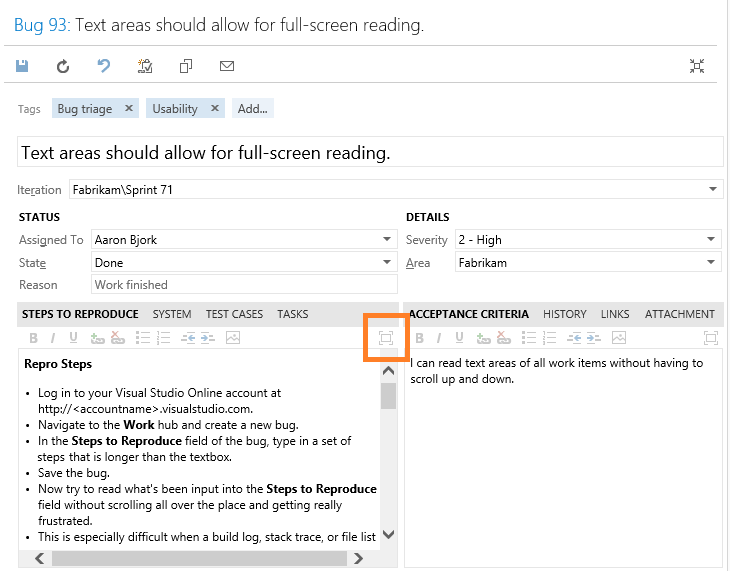 Bug 93: Text areas should allow for full-screen reading.
Tags Bug triage × Usability × Add...
Text areas should allow for full-screen reading.
Iteration Fabrikam\Sprint 71
STATUS
Assigned To Aaron Bjork
State Done
Reason Work finished
DETAILS
Severity 2 - High
Area Fabrikam
STEPS TO REPRODUCE SYSTEM TEST CASES TASKS
B I U
Repro Steps
• Log in to your Visual Studio Online account at
http://<accountname>.visualstudio.com.
• Navigate to the Work hub and create a new bug.
• In the Steps to Reproduce field of the bug, type in a set of
steps that is longer than the textbox.
• Save the bug.
• Now try to read what's been input into the Steps to Reproduce
field without scrolling all over the place and getting really
frustrated.
• This is especially difficult when a build log, stack trace, or file list
ACCEPTANCE CRITERIA HISTORY LINKS ATTACHMENT
B I U
I can read text areas of all work items without having to
scroll up and down.